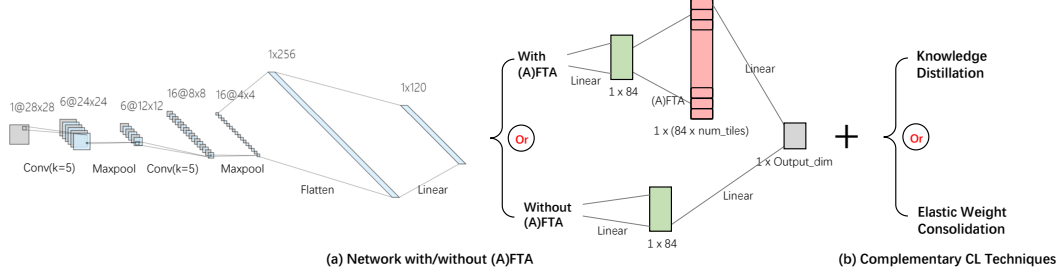 1@28x28
6@24x24
6@12x12
16@8x8
16@4x4
1x256
1x120
Conv(k=5)
Maxpool
Conv(k=5)
Maxpool
Flatten
Linear
With
(A)FTA
Linear
1 x 84
(A)FTA
1 x (84 x num_tiles)
Linear
Or
Without
(A)FTA
Linear
1 x 84
Linear
1 x Output_dim
+
Knowledge
Distillation
Or
Elastic Weight
Consolidation
(a) Network with/without (A)FTA
(b) Complementary CL Techniques